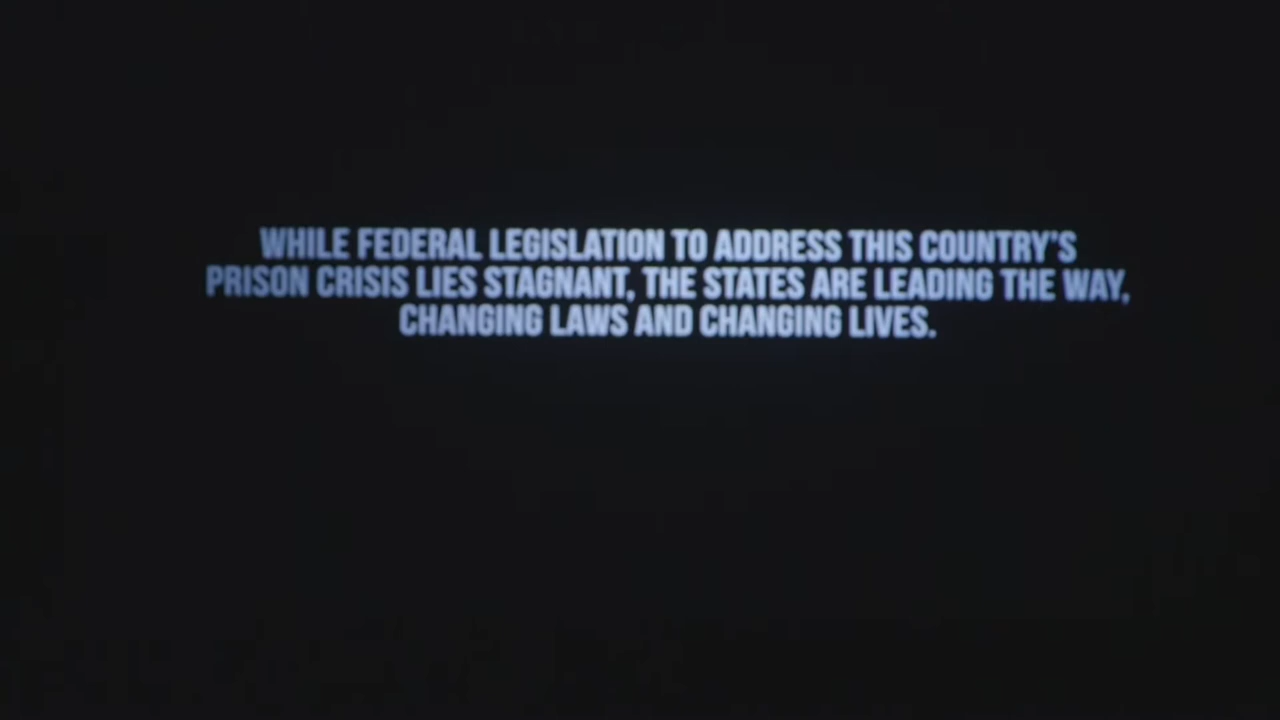 WHILE FEDERAL LEGISLATION TO ADDRESS THIS COUNTRY'S
PRISON CRISIS LIES STAGNANT, THE STATES ARE LEADING THE WAY,
CHANGING LAWS AND CHANGING LIVES.